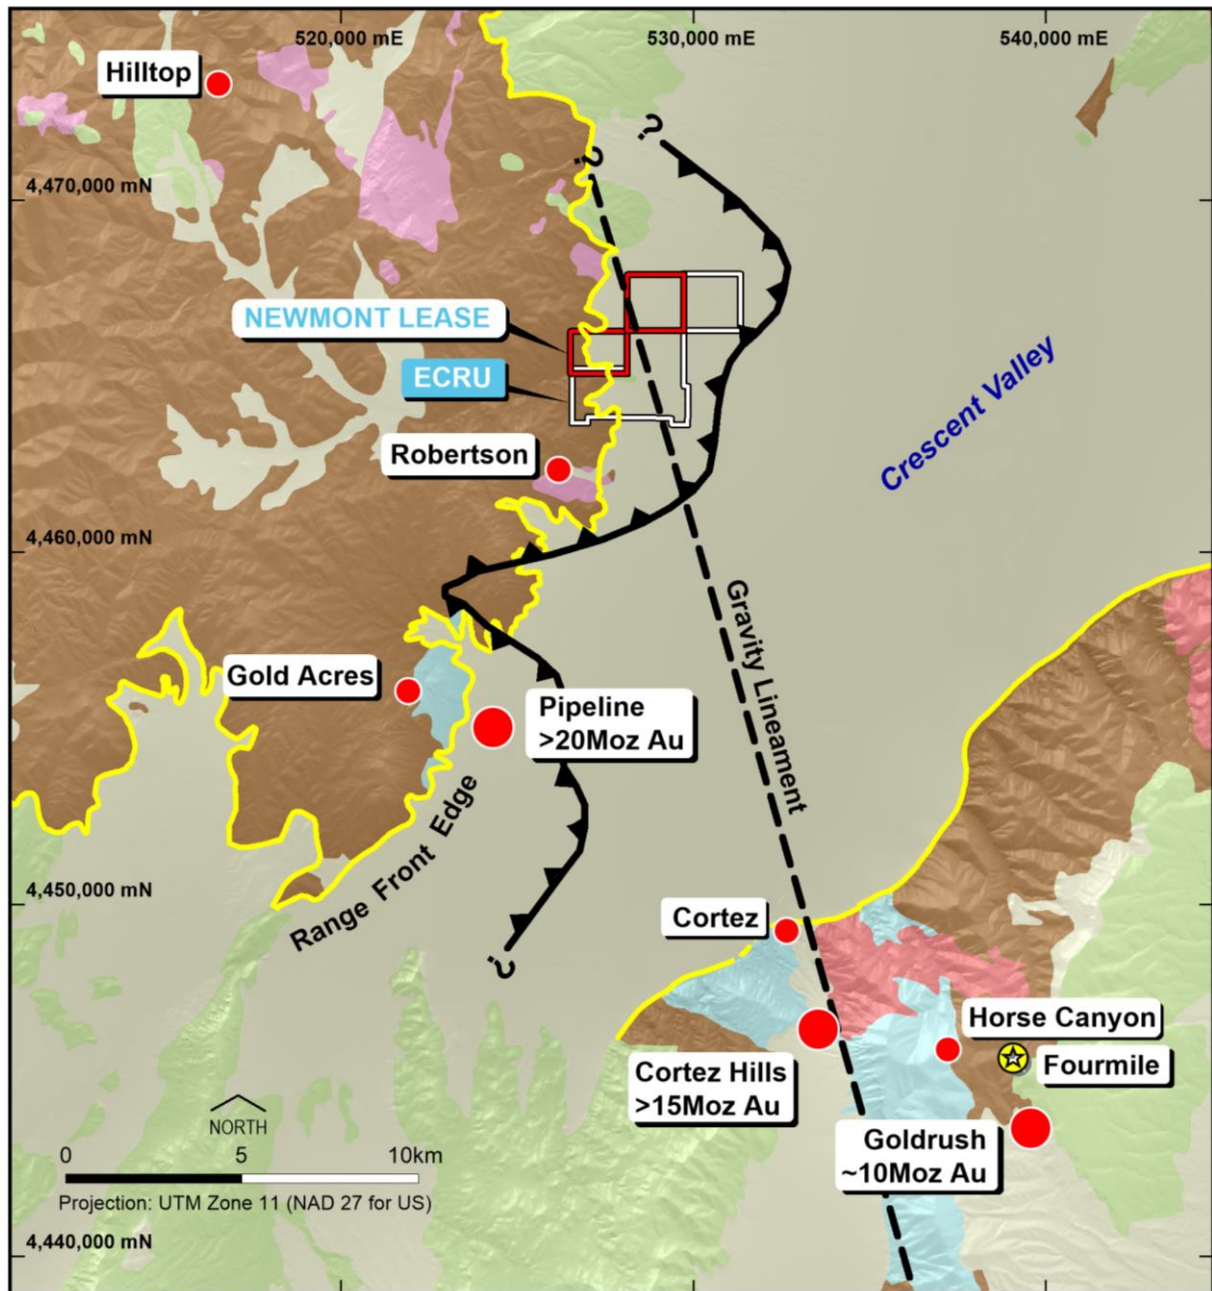 520,000 mE
530,000 mE
540,000 mE
Hilltop
?
?
4,470,000 mN
NEWMONT LEASE
ECRU
Crescent Valley
Robertson
4,460,000 mN
Gravity Lineament
Gold Acres
Pipeline
>20Moz Au
Range Front Edge
4,450,000 mN
Cortez
?
Horse Canyon
Fourmile
Cortez Hills
>15Moz Au
NORTH
Goldrush
~10Moz Au
0 5 10km
Projection: UTM Zone 11 (NAD 27 for US)
4,440,000 mN